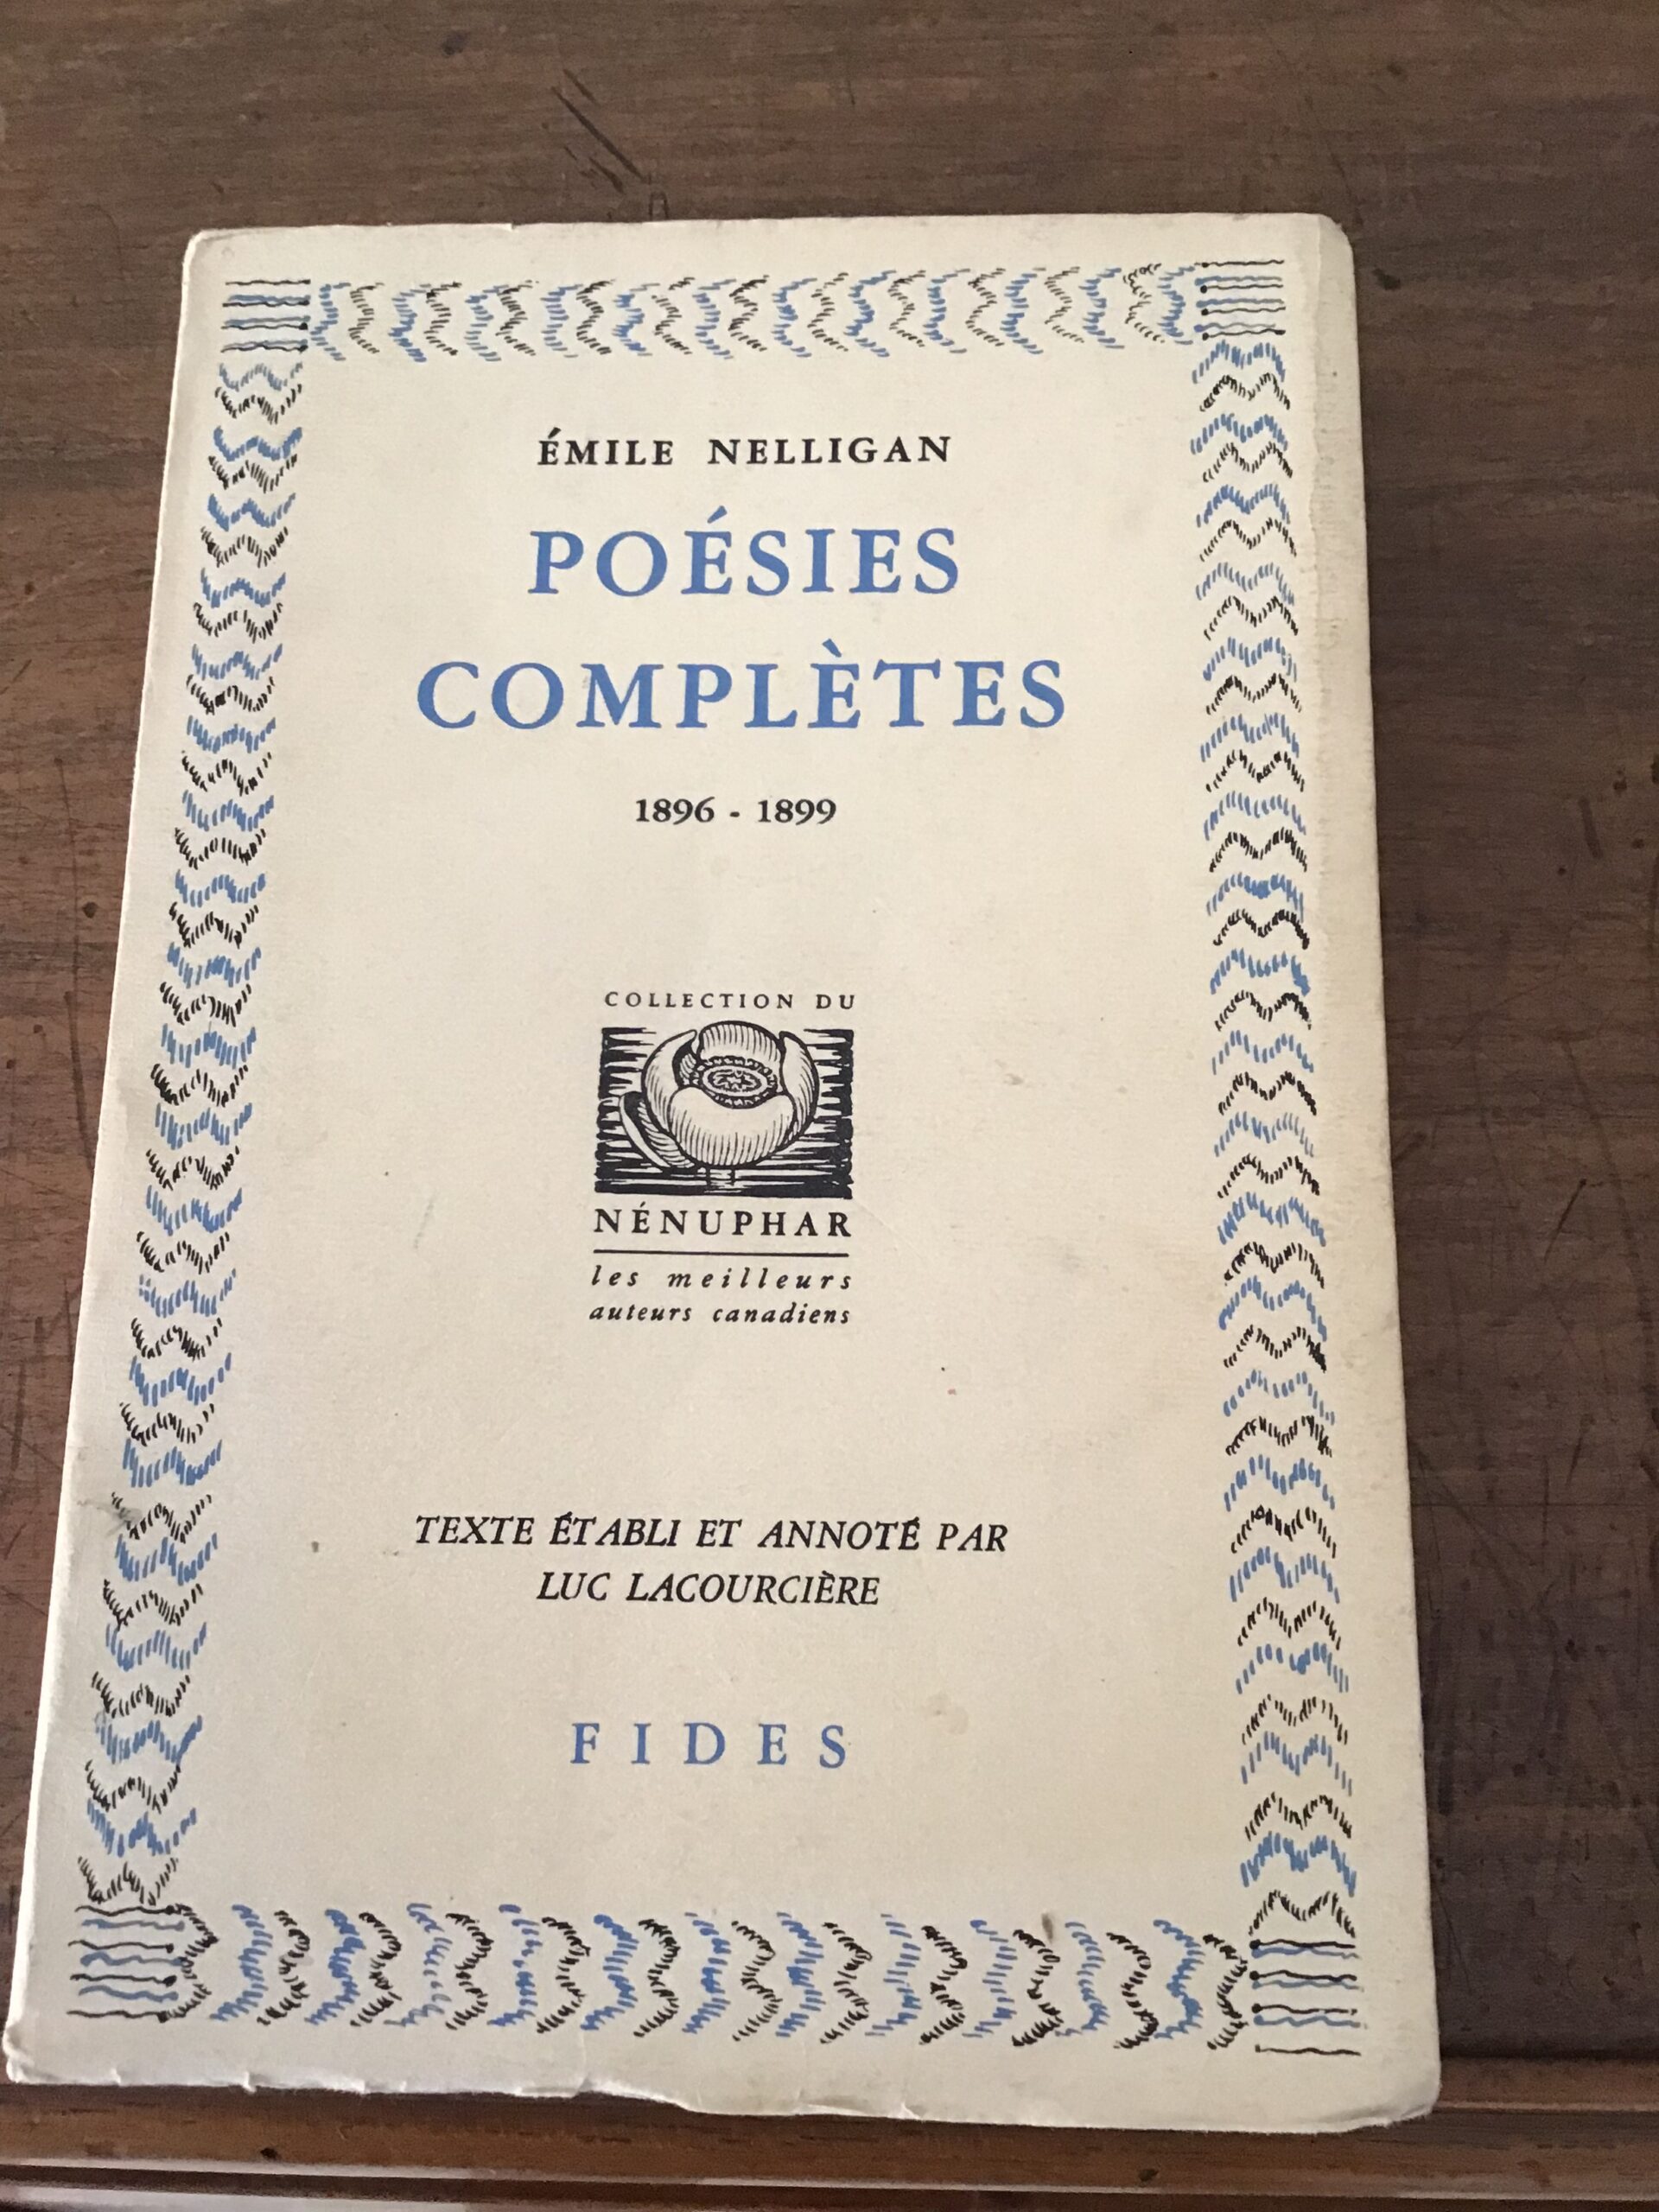 ÉMILE NELLIGAN
POÉSIES
COMPLÈTES
1896 - 1899
COLLECTION DU
NÉNUPHAR
les meilleurs
auteurs canadiens
TEXTE ÉTABLI ET ANNOTÉ PAR
LUC LACOURCIÈRE
FIDES